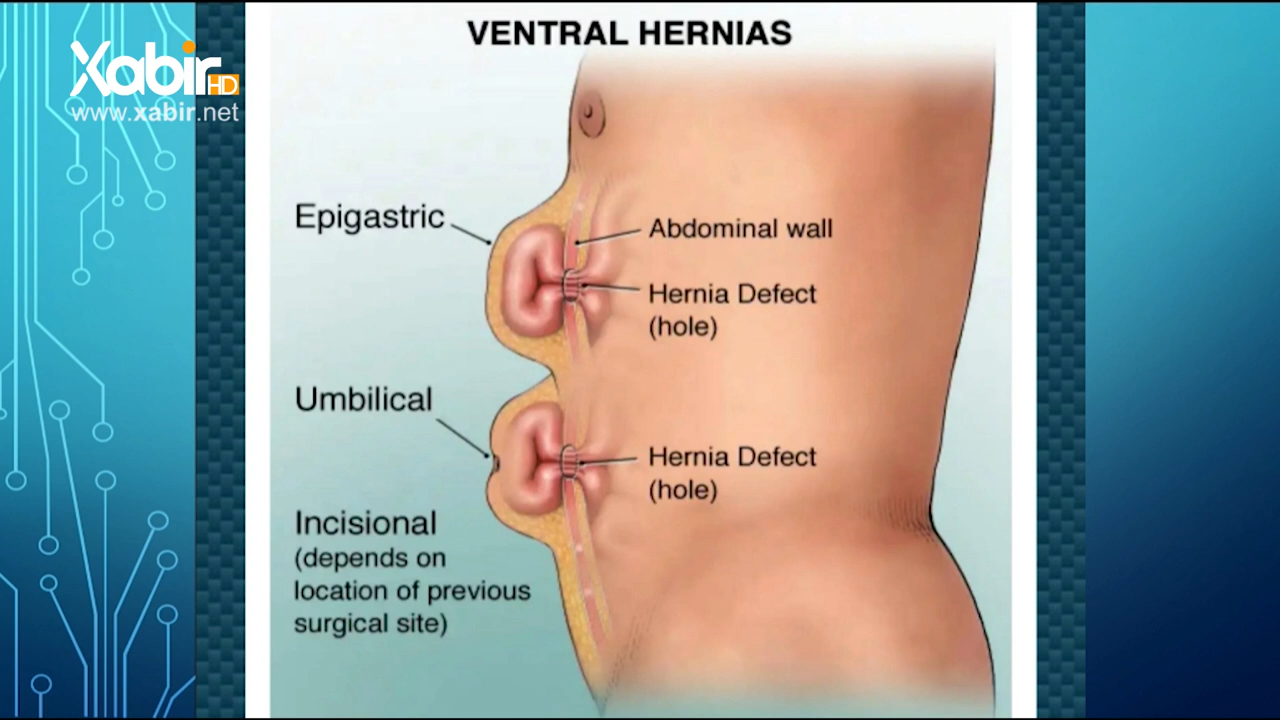 VENTRAL HERNIAS
Xabir HD
www.xabir.net
Epigastric
Abdominal wall
Hernia Defect
(hole)
Umbilical
Hernia Defect
(hole)
Incisional
(depends on
location of previous
surgical site)